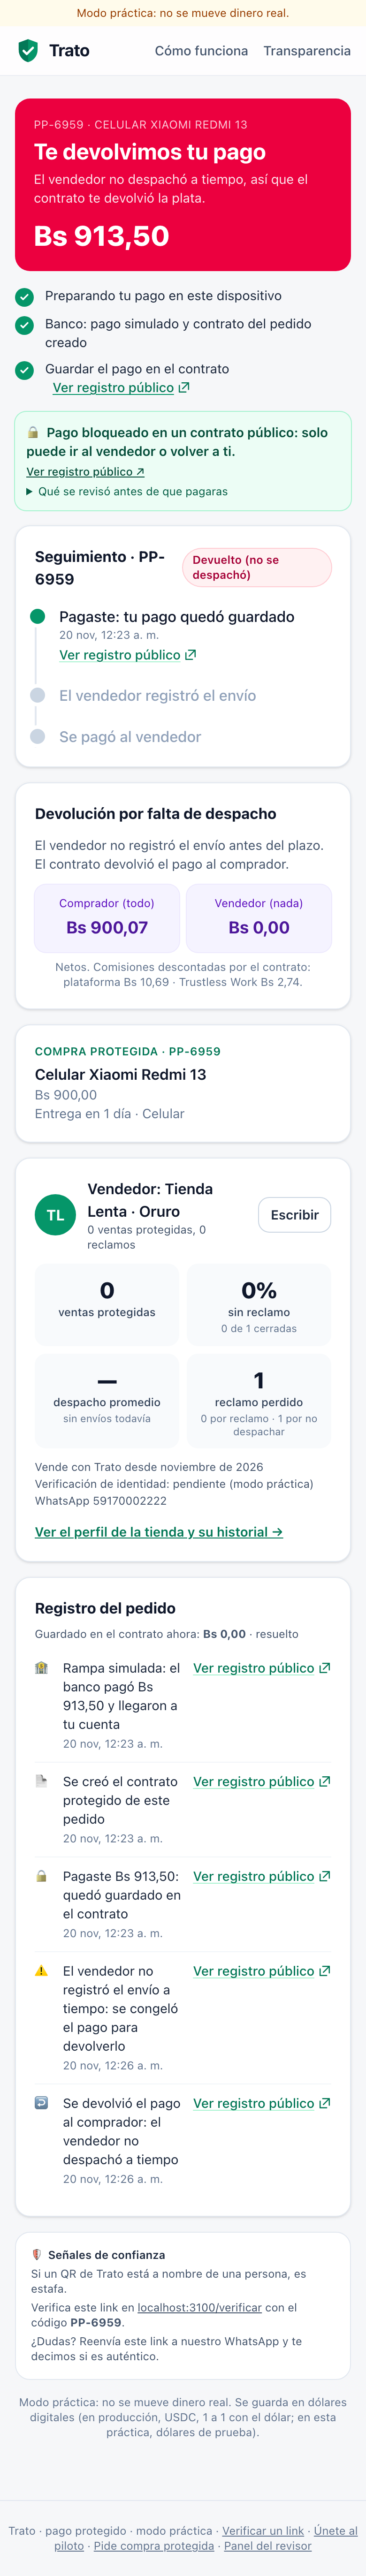 Modo práctica: no se mueve dinero real.
Trato
Cómo funciona
Transparencia
PP-6959 · CELULAR XIAOMI REDMI 13
Te devolvimos tu pago
El vendedor no despachó a tiempo, así que el
contrato te devolvió la plata.
Bs 913,50
Preparando tu pago en este dispositivo
Banco: pago simulado y contrato del pedido
creado
Guardar el pago en el contrato
Ver registro público
Pago bloqueado en un contrato público: solo
puede ir al vendedor o volver a ti.
Ver registro público ↗
▶ Qué se revisó antes de que pagaras
Seguimiento · PP-
6959
Devuelto (no se
despachó)
Pagaste: tu pago quedó guardado
20 nov, 12:23 a. m.
Ver registro público
El vendedor registró el envío
Se pagó al vendedor
Devolución por falta de despacho
El vendedor no registró el envío antes del plazo.
El contrato devolvió el pago al comprador.
Comprador (todo)
Bs 900,07
Vendedor (nada)
Bs 0,00
Netos. Comisiones descontadas por el contrato:
plataforma Bs 10,69 · Trustless Work Bs 2,74.
COMPRA PROTEGIDA · PP-6959
Celular Xiaomi Redmi 13
Bs 900,00
Entrega en 1 día · Celular
TL
Vendedor: Tienda
Lenta · Oruro
0 ventas protegidas, 0
reclamos
Escribir
0
ventas protegidas
0%
sin reclamo
0 de 1 cerradas
—
despacho promedio
sin envíos todavía
1
reclamo perdido
0 por reclamo · 1 por no
despachar
Vende con Trato desde noviembre de 2026
Verificación de identidad: pendiente (modo práctica)
WhatsApp 59170002222
Ver el perfil de la tienda y su historial →
Registro del pedido
Guardado en el contrato ahora: Bs 0,00 · resuelto
Rampa simulada: el
banco pagó Bs
913,50 y llegaron a
tu cuenta
20 nov, 12:23 a. m.
Ver registro público
Se creó el contrato
protegido de este
pedido
20 nov, 12:23 a. m.
Ver registro público
Pagaste Bs 913,50:
quedó guardado en
el contrato
20 nov, 12:23 a. m.
Ver registro público
El vendedor no
registró el envío a
tiempo: se congeló
el pago para
devolverlo
20 nov, 12:26 a. m.
Ver registro público
Se devolvió el pago
al comprador: el
vendedor no
despachó a tiempo
20 nov, 12:26 a. m.
Ver registro público
Señales de confianza
Si un QR de Trato está a nombre de una persona, es
estafa.
Verifica este link en localhost:3100/verificar con el
código PP-6959.
¿Dudas? Reenvía este link a nuestro WhatsApp y te
decimos si es auténtico.
Modo práctica: no se mueve dinero real. Se guarda en dólares
digitales (en producción, USDC, 1 a 1 con el dólar; en esta
práctica, dólares de prueba).
Trato · pago protegido · modo práctica · Verificar un link · Únete al
piloto · Pide compra protegida · Panel del revisor